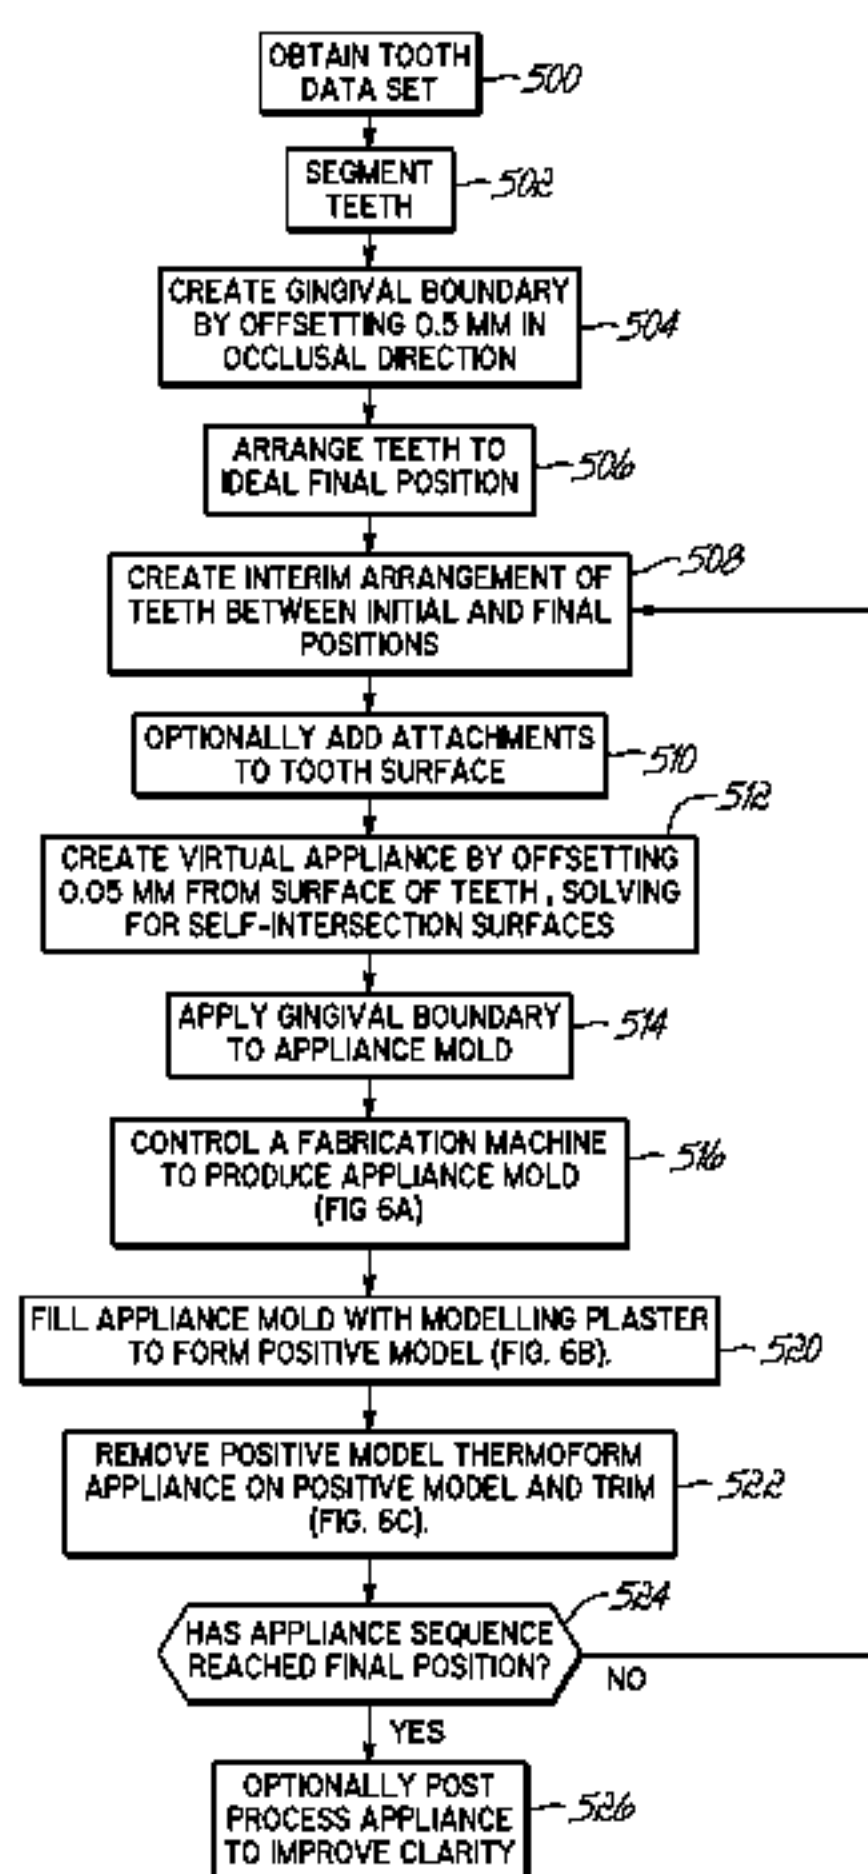 OBTAIN TOOTH
DATA SET
500
SEGMENT
TEETH
502
CREATE GINGIVAL BOUNDARY
BY OFFSETTING 0.5 MM IN
OCCLUSAL DIRECTION
504
ARRANGE TEETH TO
IDEAL FINAL POSITION
506
CREATE INTERIM ARRANGEMENT OF
TEETH BETWEEN INITIAL AND FINAL
POSITIONS
508
OPTIONALLY ADD ATTACHMENTS
TO TOOTH SURFACE
510
CREATE VIRTUAL APPLIANCE BY OFFSETTING
0.05 MM FROM SURFACE OF TEETH, SOLVING
FOR SELF-INTERSECTION SURFACES
512
APPLY GINGIVAL BOUNDARY
TO APPLIANCE MOLD
514
CONTROL A FABRICATION MACHINE
TO PRODUCE APPLIANCE MOLD
(FIG 6A)
516
FILL APPLIANCE MOLD WITH MODELLING PLASTER
TO FORM POSITIVE MODEL (FIG. 6B).
520
REMOVE POSITIVE MODEL THERMOFORM
APPLIANCE ON POSITIVE MODEL AND TRIM
(FIG. 6C).
522
HAS APPLIANCE SEQUENCE
REACHED FINAL POSITION?
524
NO
YES
OPTIONALLY POST
PROCESS APPLIANCE
TO IMPROVE CLARITY
526